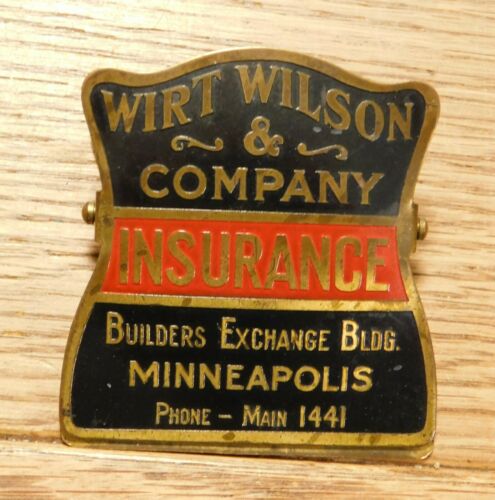 WIRT WILSON
&
COMPANY
INSURANCE
BUILDERS EXCHANGE BLDG.
MINNEAPOLIS
PHONE – MAIN 1441